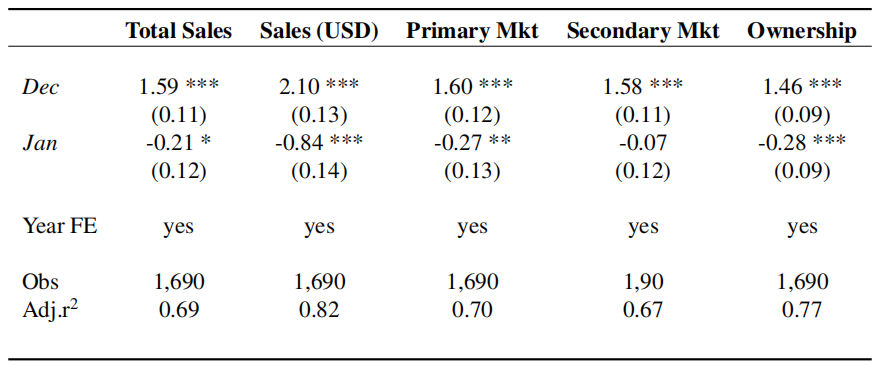 Total Sales Sales (USD) Primary Mkt Secondary Mkt Ownership
Dec 1.59 *** 2.10 *** 1.60 *** 1.58 *** 1.46 ***
(0.11) (0.13) (0.12) (0.11) (0.09)
Jan -0.21 * -0.84 *** -0.27 ** -0.07 -0.28 ***
(0.12) (0.14) (0.13) (0.12) (0.09)
Year FE yes yes yes yes yes
Obs 1,690 1,690 1,690 1,90 1,690
Adj.r² 0.69 0.82 0.70 0.67 0.77